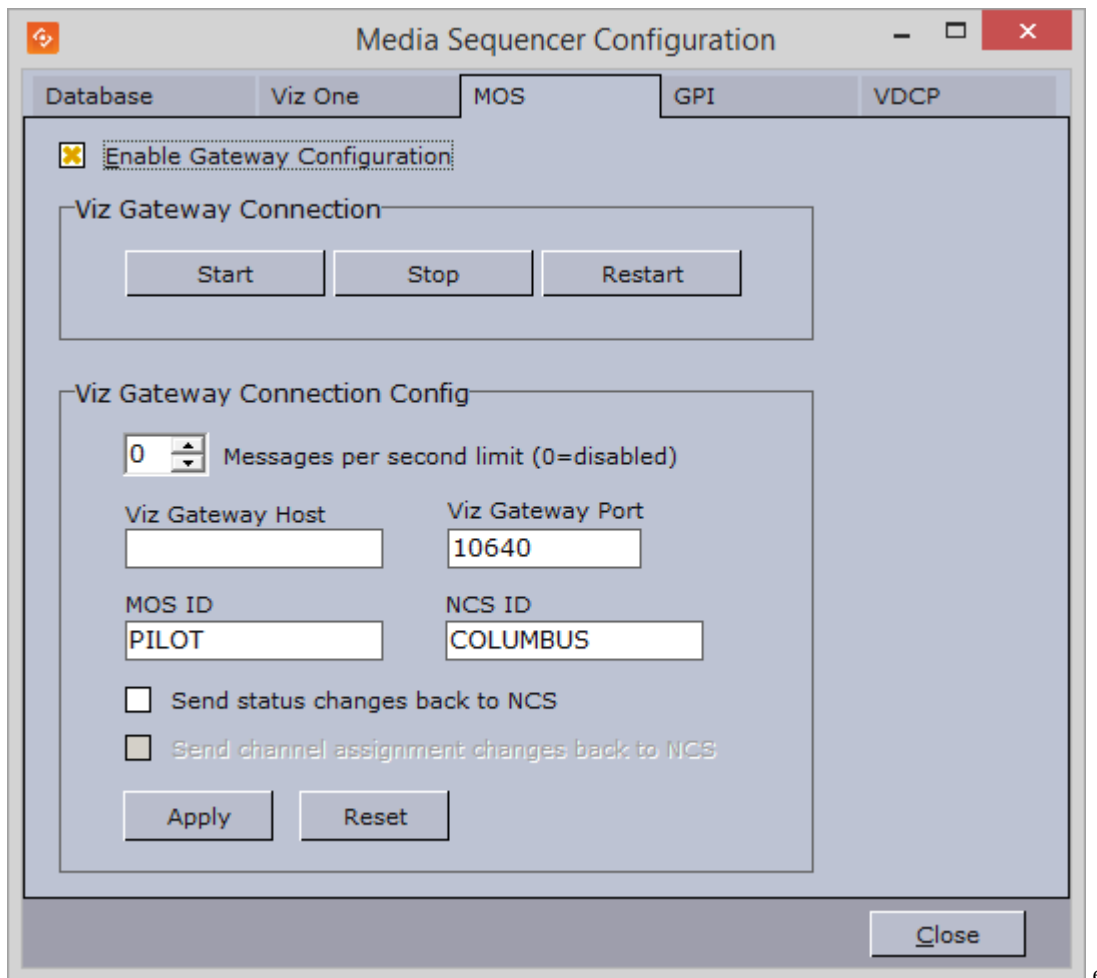 Media Sequencer Configuration
Database Viz One MOS GPI VDCP
Enable Gateway Configuration
Viz Gateway Connection
Start Stop Restart
Viz Gateway Connection Config
0 Messages per second limit (0=disabled)
Viz Gateway Host Viz Gateway Port
10640
MOS ID NCS ID
PILOT COLUMBUS
Send status changes back to NCS
Send channel assignment changes back to NCS
Apply Reset
Close